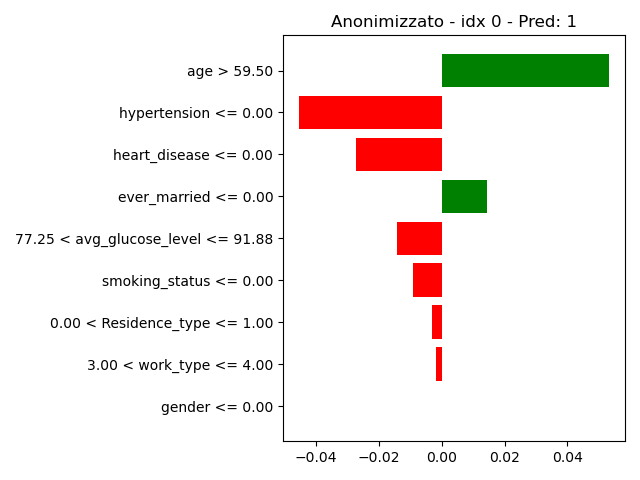 Anonimizzato - idx 0 - Pred: 1
age > 59.50
hypertension <= 0.00
heart_disease <= 0.00
ever_married <= 0.00
77.25 < avg_glucose_level <= 91.88
smoking_status <= 0.00
0.00 < Residence_type <= 1.00
3.00 < work_type <= 4.00
gender <= 0.00
−0.04 −0.02 0.00 0.02 0.04